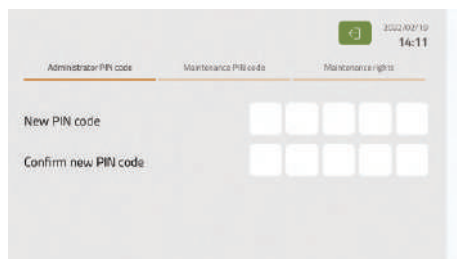 2022/02/19
14:11
Administrator PIN code Maintenance PIN code Maintenance rights
New PIN code
Confirm new PIN code